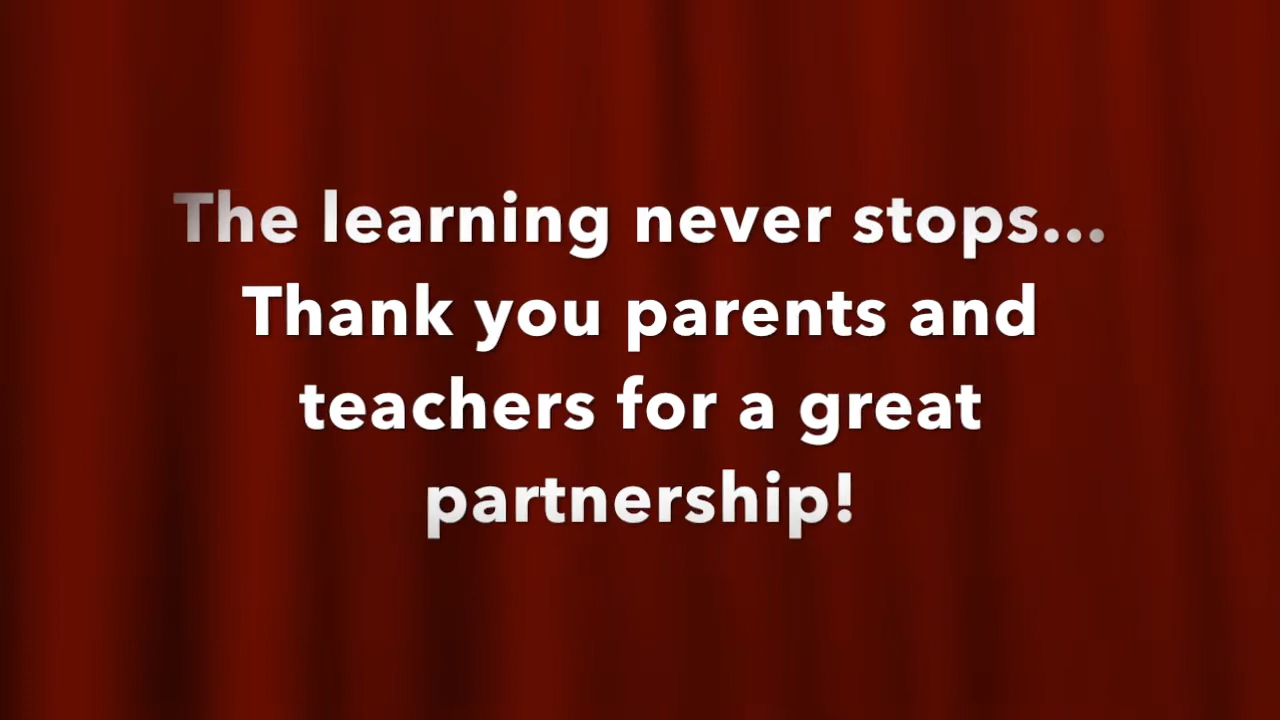 The learning never stops...
Thank you parents and
teachers for a great
partnership!